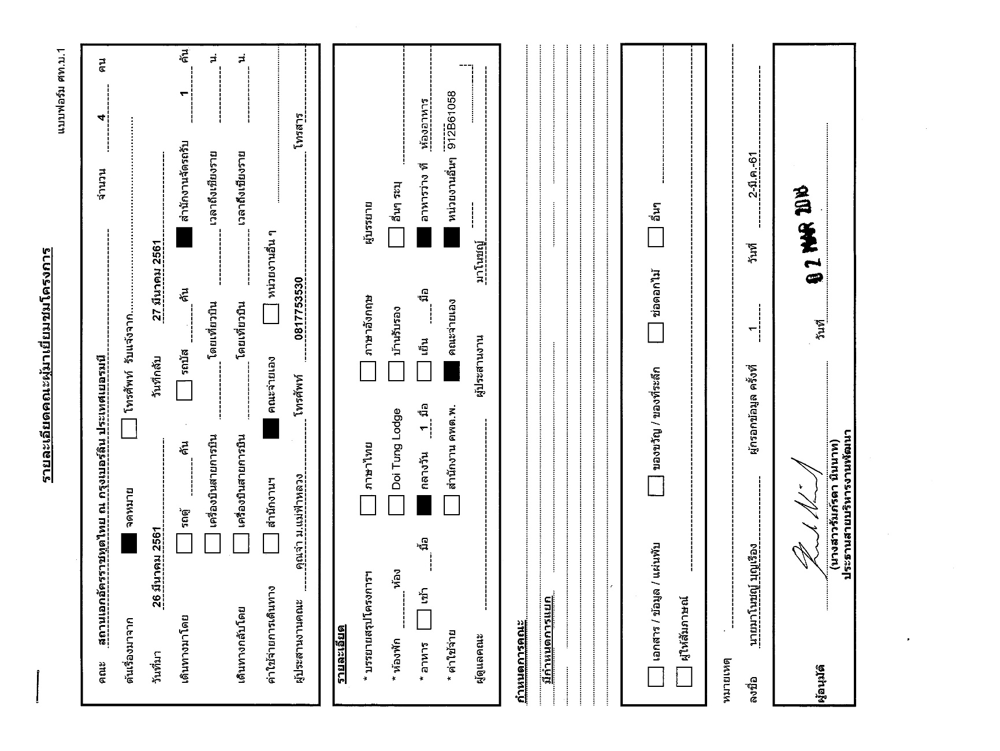 แบบฟอร์ม ศท.บ.1
รายละเอียดคณะผู้มาเยี่ยมชมโครงการ
คณะ สถานเอกอัครราชทูตไทย ณ กรุงเบอร์ลิน ประเทศเยอรมนี จำนวน 4 คน
ต้นเรื่องมาจาก ■ จดหมาย □ โทรศัพท์ รับแจ้งจาก
วันที่มา 26 มีนาคม 2561 วันที่กลับ 27 มีนาคม 2561
เดินทางมาโดย □ รถตู้ คัน □ รถบัส คัน ■ สำนักงานจัดรถรับ 1 คัน
□ เครื่องบินสายการบิน โดยเที่ยวบิน เวลาถึงเชียงราย น.
เดินทางกลับโดย □ เครื่องบินสายการบิน โดยเที่ยวบิน เวลาถึงเชียงราย น.
ค่าใช้จ่ายการเดินทาง □ สำนักงานฯ ■ คณะจ่ายเอง □ หน่วยงานอื่น ๆ
ผู้ประสานงานคณะ คุณจ๋า ม.แม่ฟ้าหลวง โทรศัพท์ 0817753530 โทรสาร
รายละเอียด
* บรรยายสรุปโครงการฯ □ ภาษาไทย □ ภาษาอังกฤษ ผู้บรรยาย
* ห้องพัก ห้อง □ Doi Tung Lodge □ บ้านรับรอง □ อื่นๆ ระบุ
* อาหาร □ เช้า มื้อ ■ กลางวัน 1 มื้อ □ เย็น มื้อ ■ อาหารว่าง ที่ ห้องอาหาร
* ค่าใช้จ่าย □ สำนักงาน คพต.พ. ■ คณะจ่ายเอง ■ หน่วยงานอื่นๆ 912B61058
ผู้ดูแลคณะ ผู้ประสานงาน มาโนชญ์
กำหนดการคณะ
มีกำหนดการแยก
□ เอกสาร / ข้อมูล / แผ่นพับ □ ของขวัญ / ของที่ระลึก □ ช่อดอกไม้ □ อื่นๆ
□ ผู้ให้สัมภาษณ์
หมายเหตุ
ลงชื่อ นายมาโนชญ์ บุญเรือง ผู้กรอกข้อมูล ครั้งที่ 1 วันที่ 2-มี.ค.-61
ผู้อนุมัติ วันที่ 02 MAR 2018
(นางสาวรัมภ์รดา นินนาท)
ประธานสายบริหารงานพัฒนา